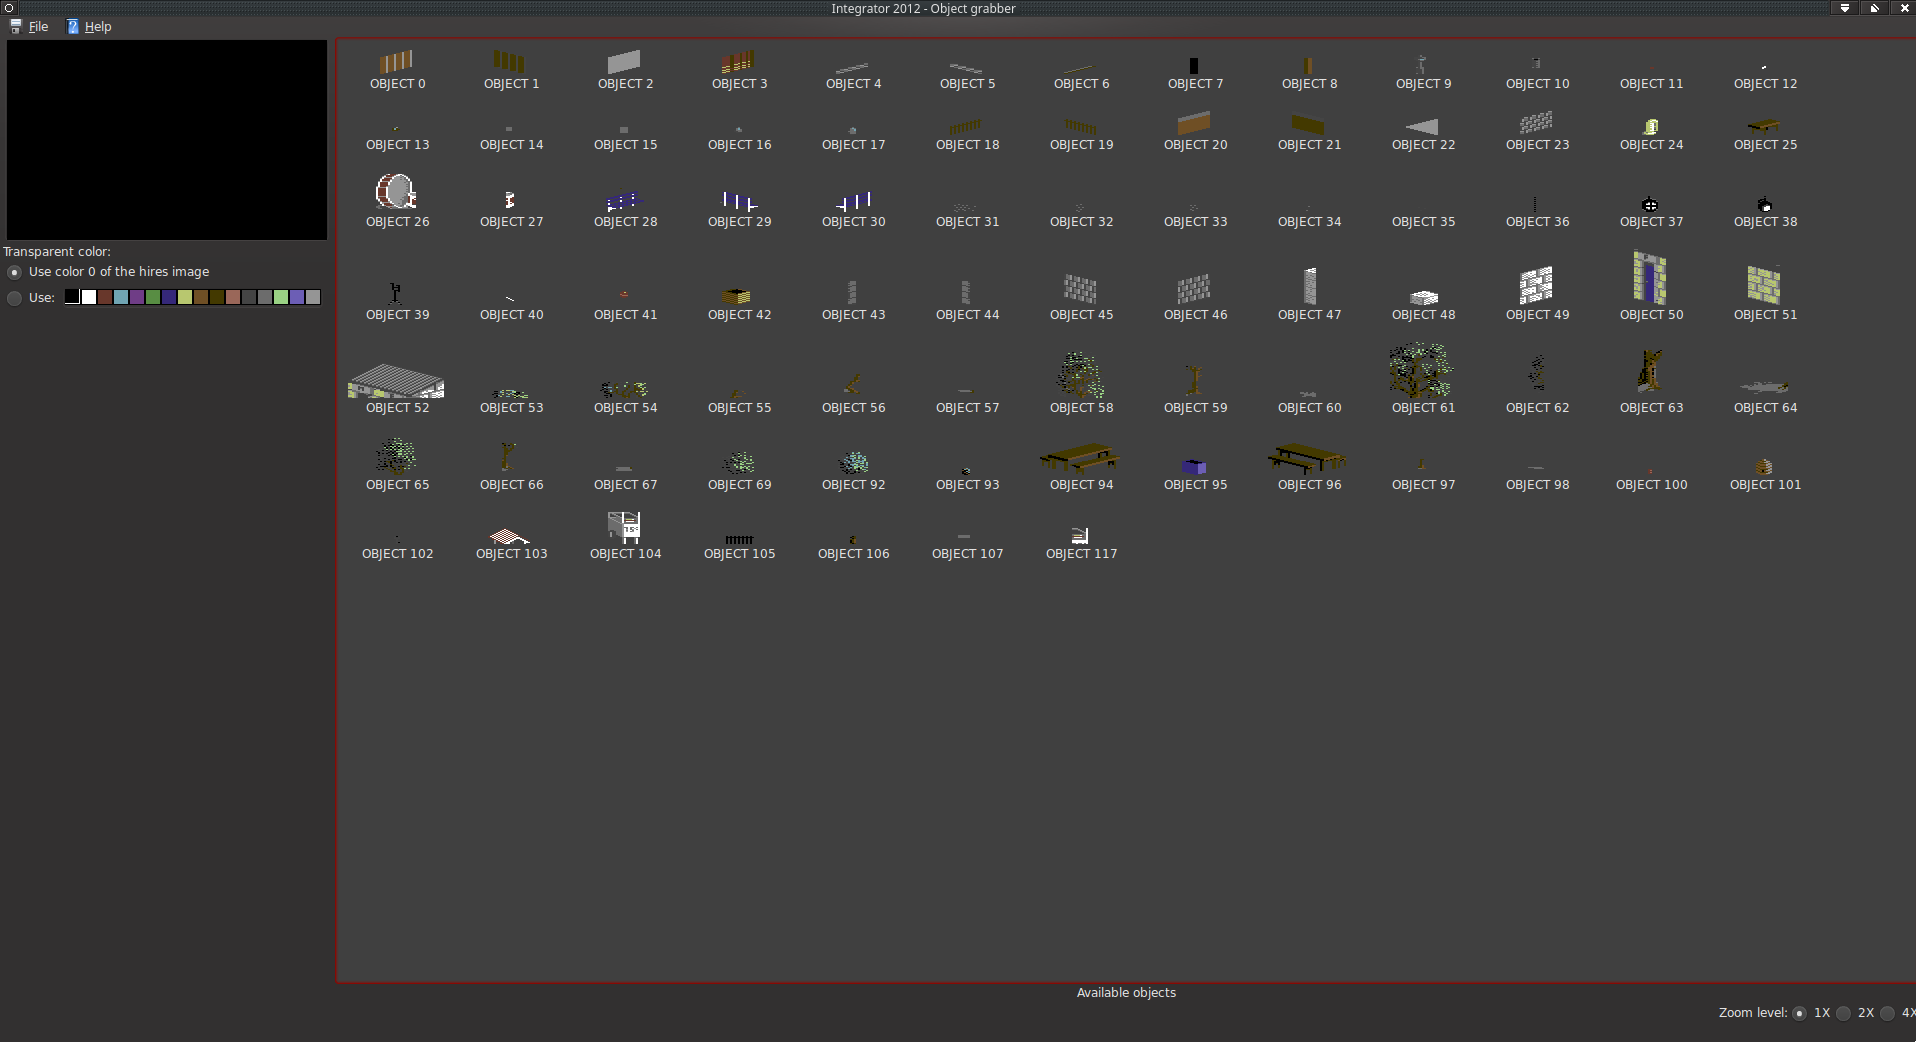 Integrator 2012 - Object grabber
File Help
OBJECT 0 OBJECT 1 OBJECT 2 OBJECT 3 OBJECT 4 OBJECT 5 OBJECT 6 OBJECT 7 OBJECT 8 OBJECT 9 OBJECT 10 OBJECT 11 OBJECT 12
OBJECT 13 OBJECT 14 OBJECT 15 OBJECT 16 OBJECT 17 OBJECT 18 OBJECT 19 OBJECT 20 OBJECT 21 OBJECT 22 OBJECT 23 OBJECT 24 OBJECT 25
OBJECT 26 OBJECT 27 OBJECT 28 OBJECT 29 OBJECT 30 OBJECT 31 OBJECT 32 OBJECT 33 OBJECT 34 OBJECT 35 OBJECT 36 OBJECT 37 OBJECT 38
Transparent color:
Use color 0 of the hires image
Use:
OBJECT 39 OBJECT 40 OBJECT 41 OBJECT 42 OBJECT 43 OBJECT 44 OBJECT 45 OBJECT 46 OBJECT 47 OBJECT 48 OBJECT 49 OBJECT 50 OBJECT 51
OBJECT 52 OBJECT 53 OBJECT 54 OBJECT 55 OBJECT 56 OBJECT 57 OBJECT 58 OBJECT 59 OBJECT 60 OBJECT 61 OBJECT 62 OBJECT 63 OBJECT 64
OBJECT 65 OBJECT 66 OBJECT 67 OBJECT 69 OBJECT 92 OBJECT 93 OBJECT 94 OBJECT 95 OBJECT 96 OBJECT 97 OBJECT 98 OBJECT 100 OBJECT 101
15¢
OBJECT 102 OBJECT 103 OBJECT 104 OBJECT 105 OBJECT 106 OBJECT 107 OBJECT 117
Available objects
Zoom level: 1X 2X 4X